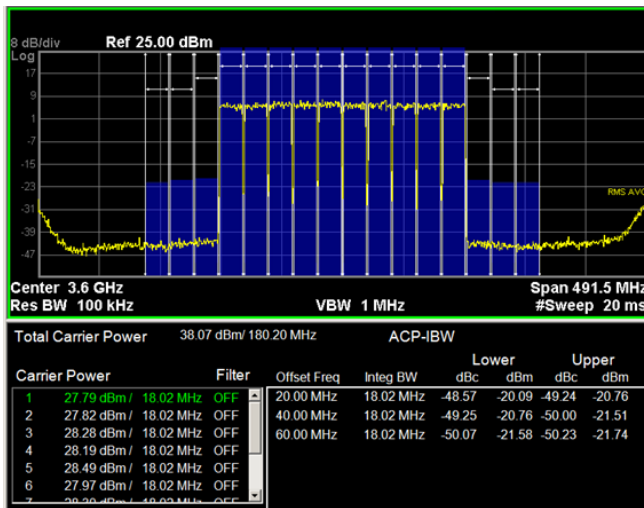 8 dB/div Ref 25.00 dBm
Log
17
9
1
-7
-15
-23
RMS AVG
-31
-39
-47
Center 3.6 GHz Span 491.5 MHz
Res BW 100 kHz VBW 1 MHz #Sweep 20 ms
Total Carrier Power 38.07 dBm/ 180.20 MHz ACP-IBW
Lower Upper
Carrier Power Filter Offset Freq Integ BW dBc dBm dBc dBm
1 27.79 dBm / 18.02 MHz OFF 20.00 MHz 18.02 MHz -48.57 -20.09 -49.24 -20.76
2 27.82 dBm / 18.02 MHz OFF 40.00 MHz 18.02 MHz -49.25 -20.76 -50.00 -21.51
3 28.28 dBm / 18.02 MHz OFF 60.00 MHz 18.02 MHz -50.07 -21.58 -50.23 -21.74
4 28.19 dBm / 18.02 MHz OFF
5 28.49 dBm / 18.02 MHz OFF
6 27.97 dBm / 18.02 MHz OFF